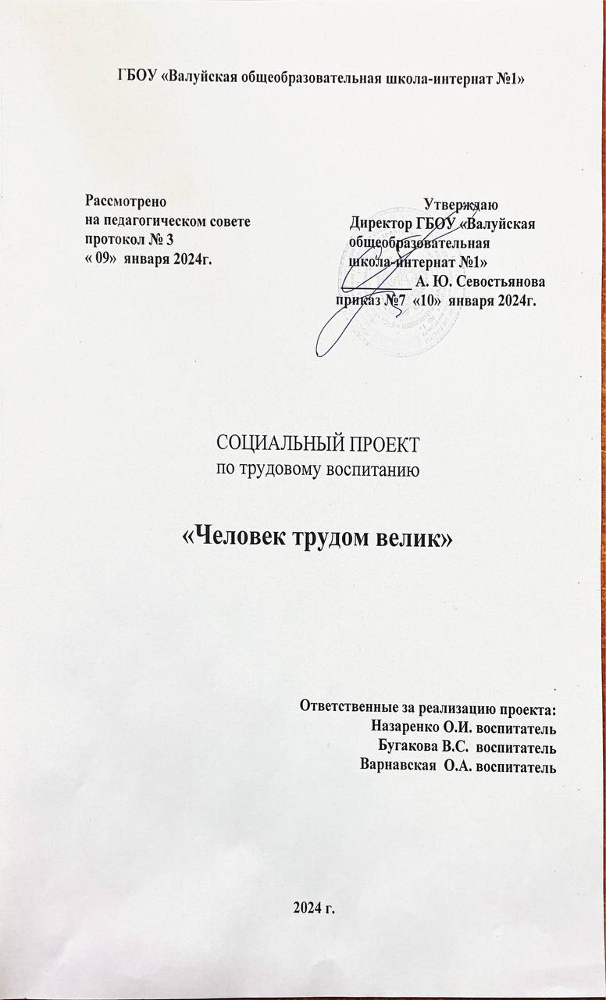 ГБОУ «Валуйская общеобразовательная школа-интернат №1»
Рассмотрено
на педагогическом совете
протокол № 3
« 09» января 2024г.
Утверждаю
Директор ГБОУ «Валуйская
общеобразовательная
школа-интернат №1»
_________ А. Ю. Севостьянова
приказ №7 «10» января 2024г.
СОЦИАЛЬНЫЙ ПРОЕКТ
по трудовому воспитанию
«Человек трудом велик»
Ответственные за реализацию проекта:
Назаренко О.И. воспитатель
Бугакова В.С. воспитатель
Варнавская О.А. воспитатель
2024 г.